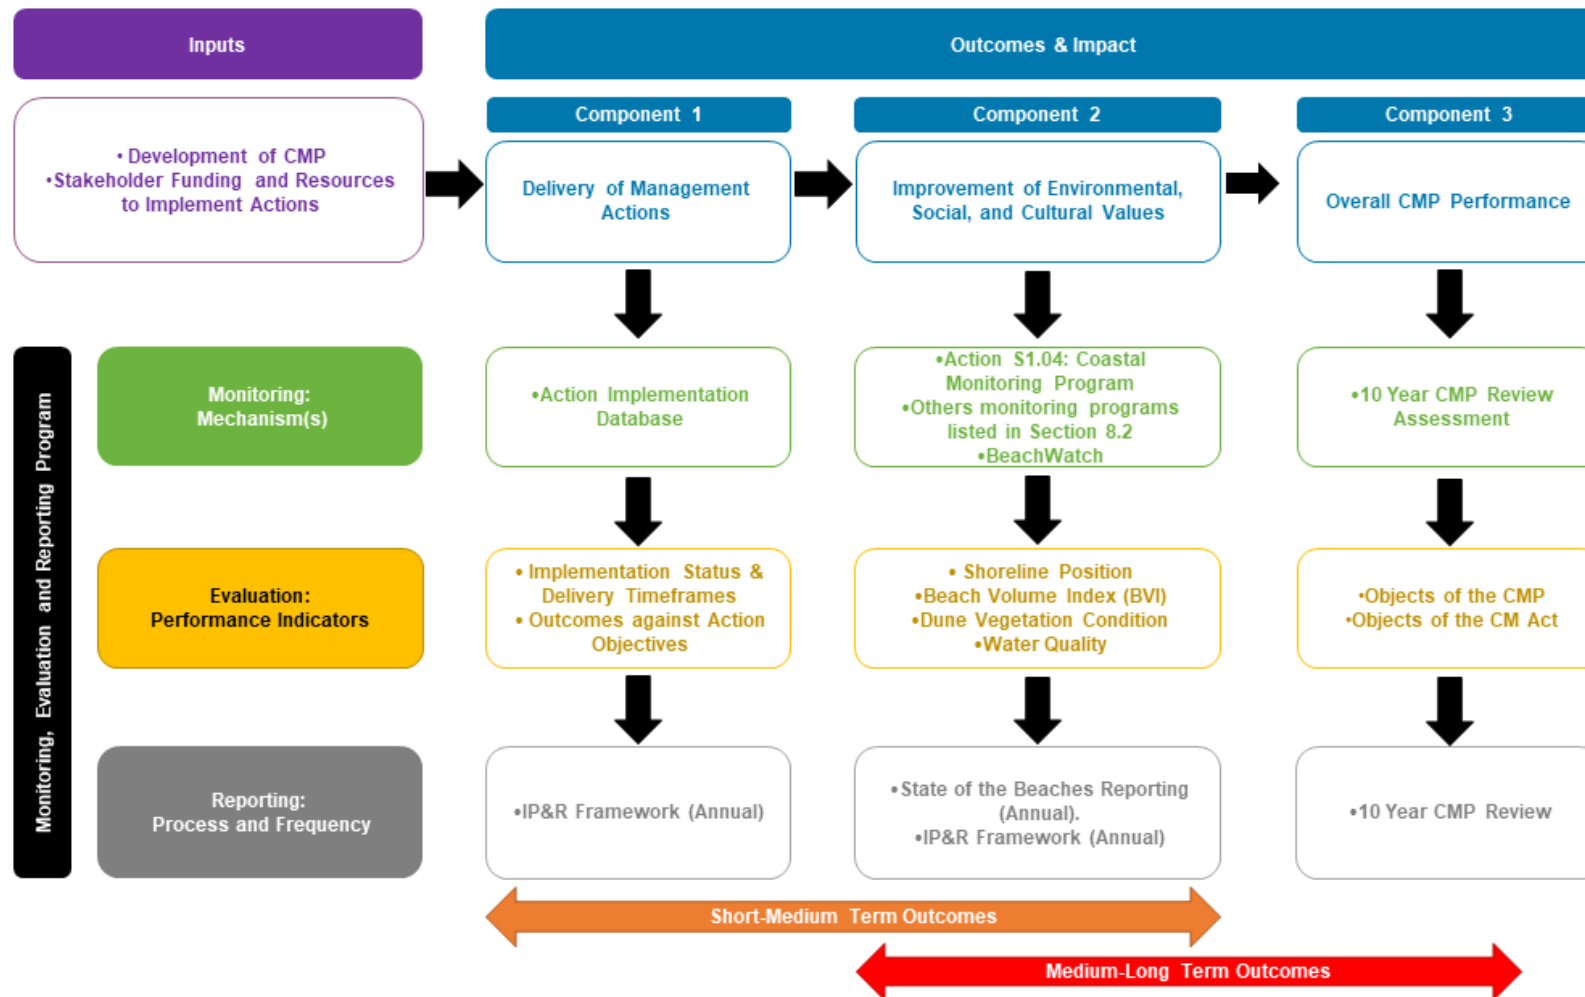 Inputs
Outcomes & Impact
Component 1
Component 2
Component 3
• Development of CMP
•Stakeholder Funding and Resources
to Implement Actions
Delivery of Management
Actions
Improvement of Environmental,
Social, and Cultural Values
Overall CMP Performance
Monitoring, Evaluation and Reporting Program
Monitoring:
Mechanism(s)
•Action Implementation
Database
•Action S1.04: Coastal
Monitoring Program
•Others monitoring programs
listed in Section 8.2
•BeachWatch
•10 Year CMP Review
Assessment
Evaluation:
Performance Indicators
• Implementation Status &
Delivery Timeframes
• Outcomes against Action
Objectives
• Shoreline Position
•Beach Volume Index (BVI)
•Dune Vegetation Condition
•Water Quality
•Objects of the CMP
•Objects of the CM Act
Reporting:
Process and Frequency
•IP&R Framework (Annual)
•State of the Beaches Reporting
(Annual).
•IP&R Framework (Annual)
•10 Year CMP Review
Short-Medium Term Outcomes
Medium-Long Term Outcomes